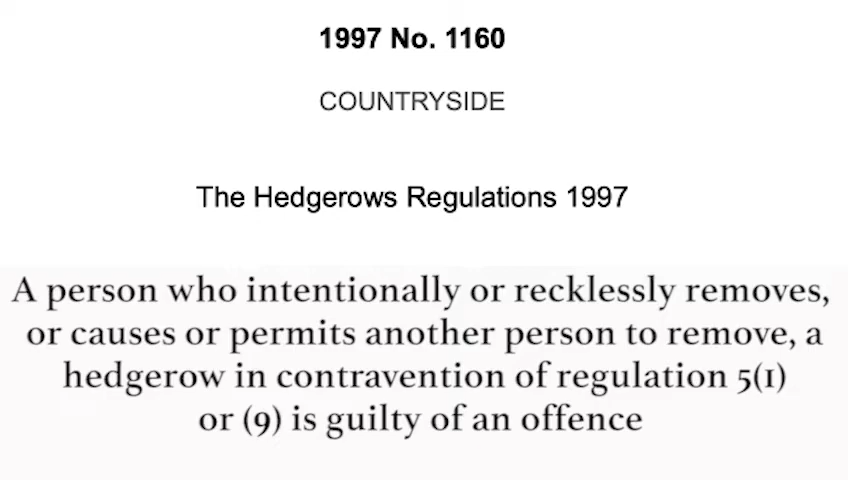 1997 No. 1160
COUNTRYSIDE
The Hedgerows Regulations 1997
A person who intentionally or recklessly removes,
or causes or permits another person to remove, a
hedgerow in contravention of regulation 5(1)
or (9) is guilty of an offence